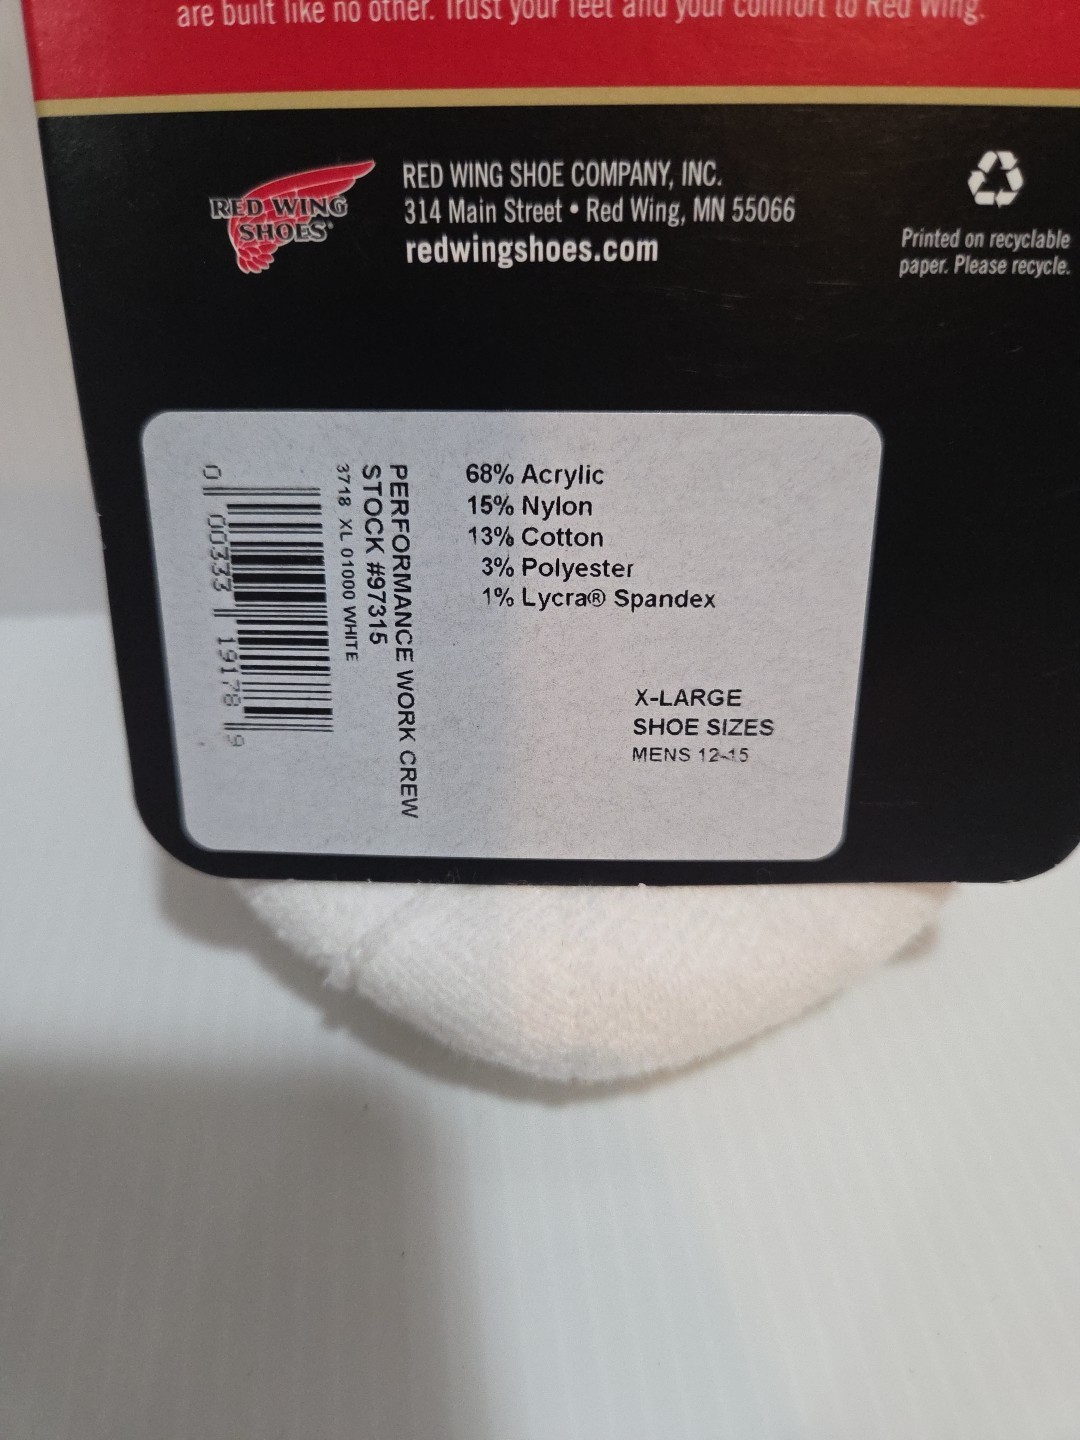 are built like no other. Trust your feet and your comfort to Red Wing.
RED WING
SHOES®
RED WING SHOE COMPANY, INC.
314 Main Street • Red Wing, MN 55066
redwingshoes.com
Printed on recyclable
paper. Please recycle.
68% Acrylic
15% Nylon
13% Cotton
3% Polyester
1% Lycra® Spandex
X-LARGE
SHOE SIZES
MENS 12-15
PERFORMANCE WORK CREW
STOCK #97315
3718 XL 01000 WHITE
0 00333 19178 9